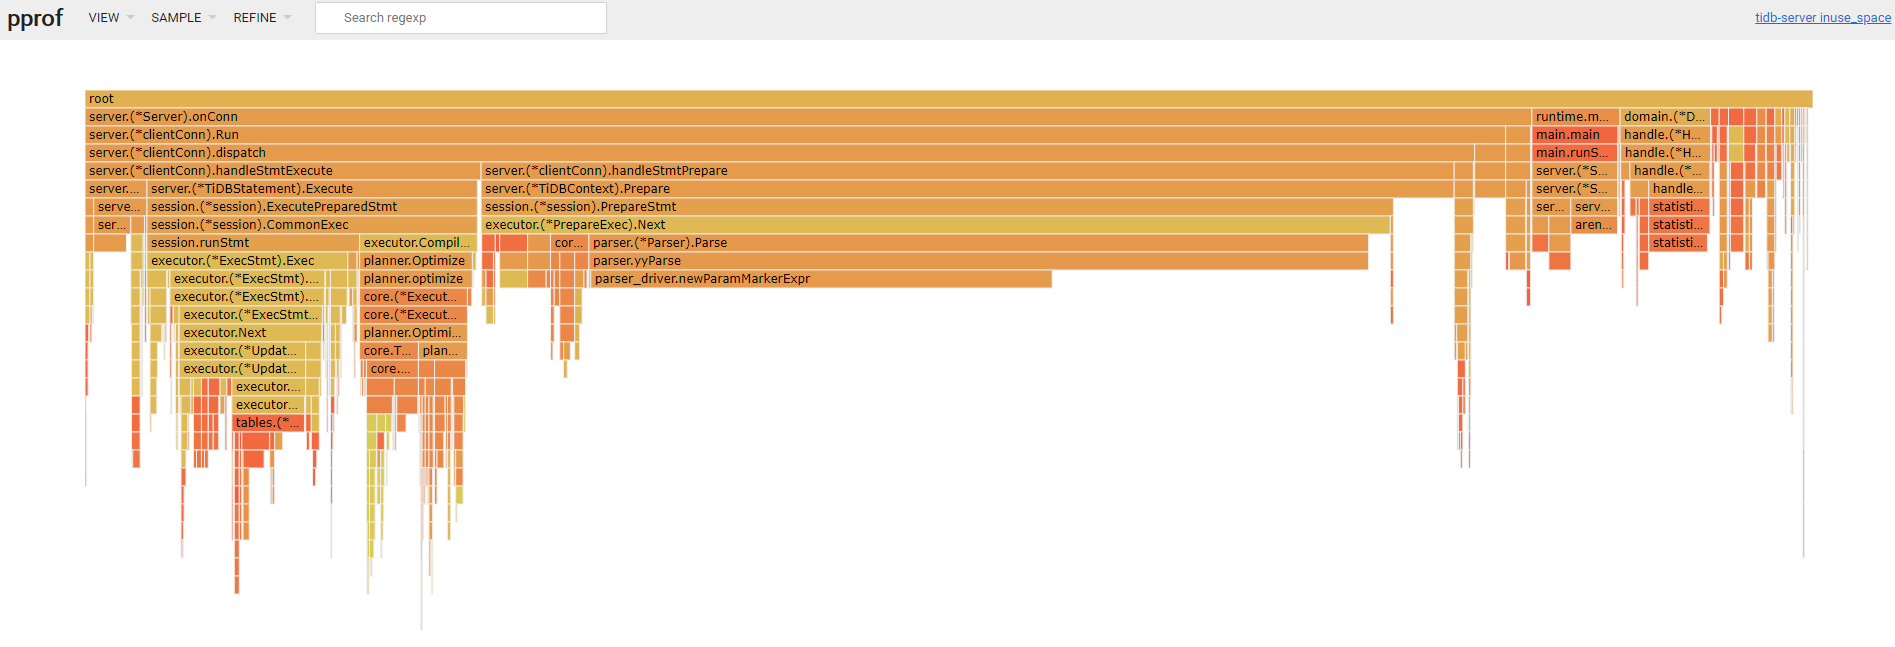 pprof VIEW SAMPLE REFINE Search regexp tidb-server inuse_space
root
server.(*Server).onConn runtime.m... domain.(*D...
server.(*clientConn).Run main.main handle.(*H...
server.(*clientConn).dispatch main.runS... handle.(*H...
server.(*clientConn).handleStmtExecute server.(*clientConn).handleStmtPrepare server.(*S... handle.(*...
server.... server.(*TiDBStatement).Execute server.(*TiDBContext).Prepare server.(*S... handle...
serve... session.(*session).ExecutePreparedStmt session.(*session).PrepareStmt ser... serv... statisti...
ser... session.(*session).CommonExec executor.(*PrepareExec).Next aren... statisti...
session.runStmt executor.Compil... cor... parser.(*Parser).Parse statisti...
executor.(*ExecStmt).Exec planner.Optimize parser.yyParse
executor.(*ExecStmt).... planner.optimize parser_driver.newParamMarkerExpr
executor.(*ExecStmt).... core.(*Execut...
executor.(*ExecStmt... core.(*Execut...
executor.Next planner.Optimi...
executor.(*Updat... core.T... plan...
executor.(*Updat... core....
executor....
executor...
tables.(*...